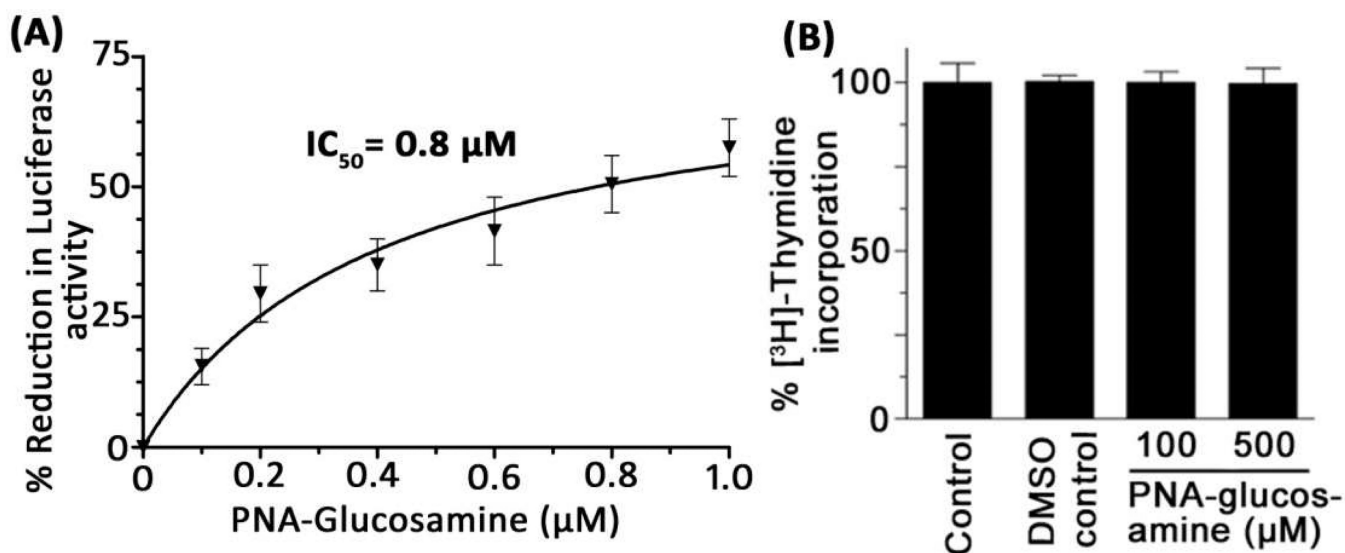 (A)
% Reduction in Luciferase
activity
75
50
25
0
IC50 = 0.8 µM
0 0.2 0.4 0.6 0.8 1.0
PNA-Glucosamine (µM)
(B)
% [³H]-Thymidine
incorporation
100
50
0
Control
DMSO
control
100 500
PNA-glucos-
amine (µM)